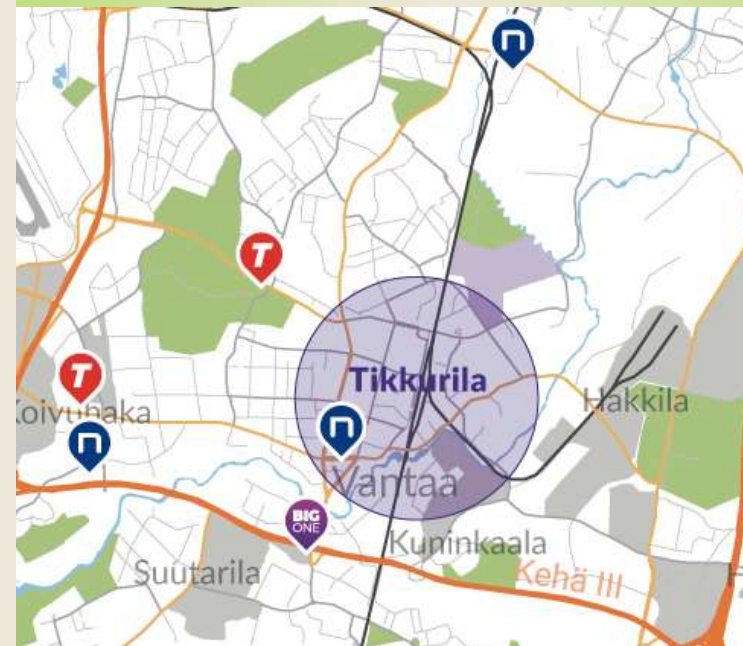 n
T
Tikkurila
T
Koivuhaka
Hakkila
n
n
Vantaa
BIG
ONE
Kuninkaala
Suutarila
Kehä III